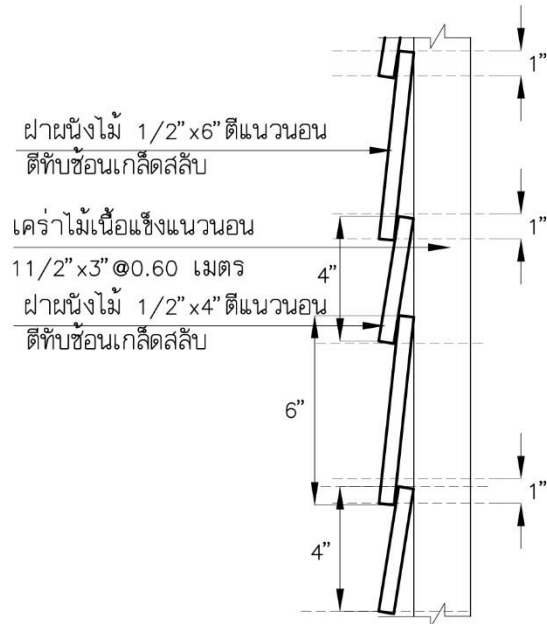 1”
ฝาผนังไม้ 1/2”x6” ตีแนวนอน
ตีทับซ้อนเกล็ดสลับ
เคร่าไม้เนื้อแข็งแนวนอน
11/2”x3”@0.60 เมตร
1”
4”
ฝาผนังไม้ 1/2”x4” ตีแนวนอน
ตีทับซ้อนเกล็ดสลับ
6”
1”
4”